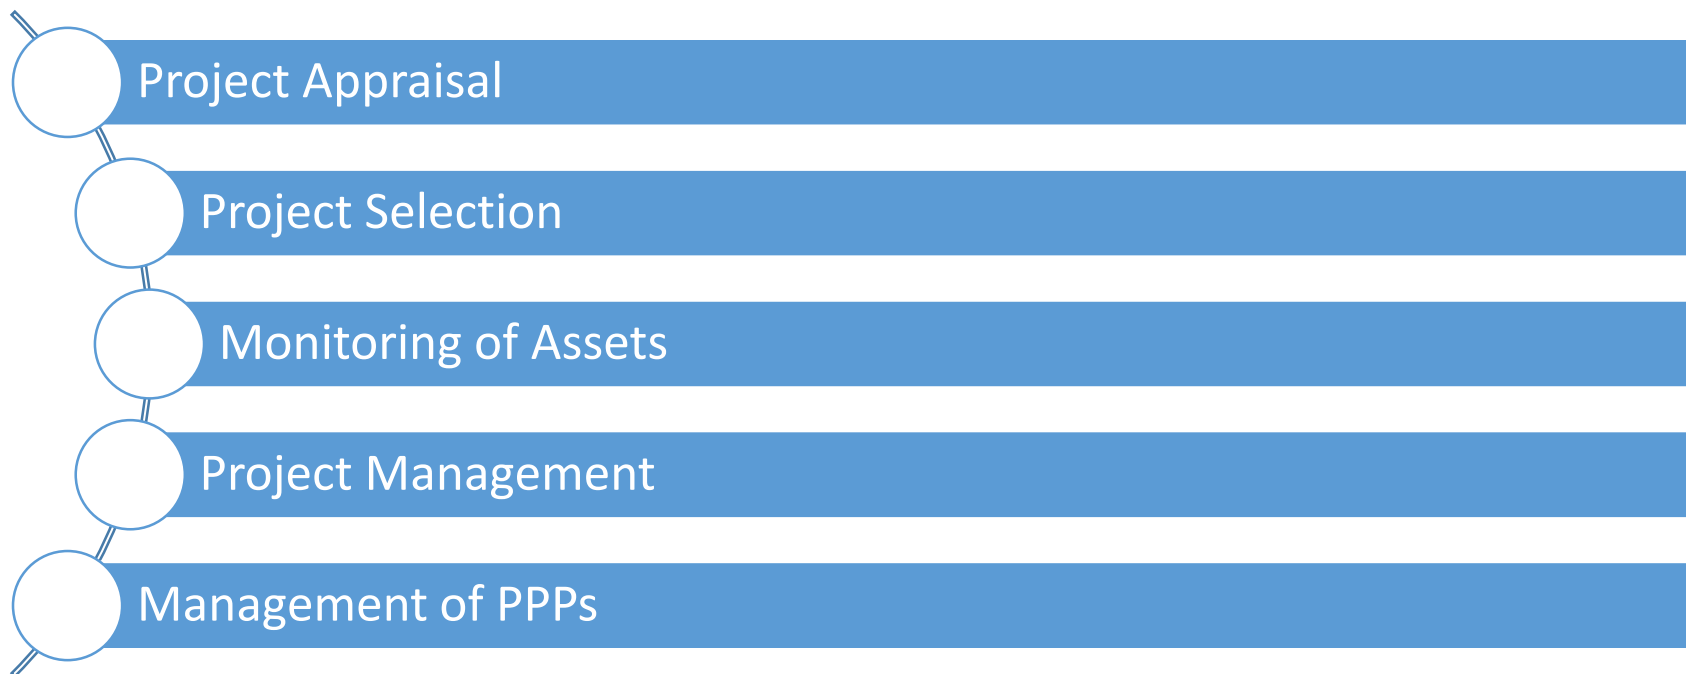 Project Appraisal
Project Selection
Monitoring of Assets
Project Management
Management of PPPs